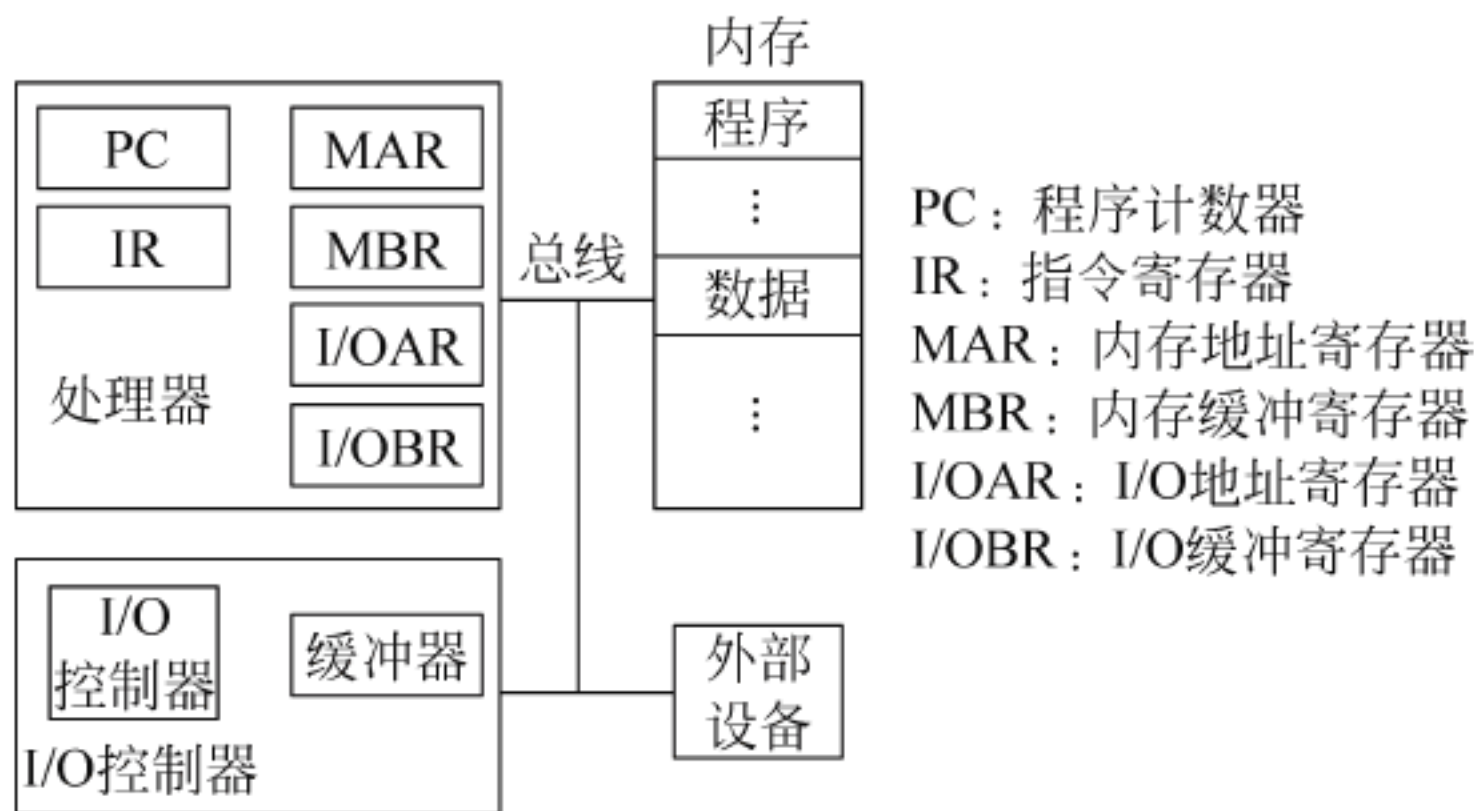 内存
PC
MAR
程序
⋮
IR
MBR
总线
数据
I/OAR
处理器
I/OBR
⋮
PC：程序计数器
IR：指令寄存器
MAR：内存地址寄存器
MBR：内存缓冲寄存器
I/OAR：I/O地址寄存器
I/OBR：I/O缓冲寄存器
I/O
控制器
缓冲器
I/O控制器
外部
设备